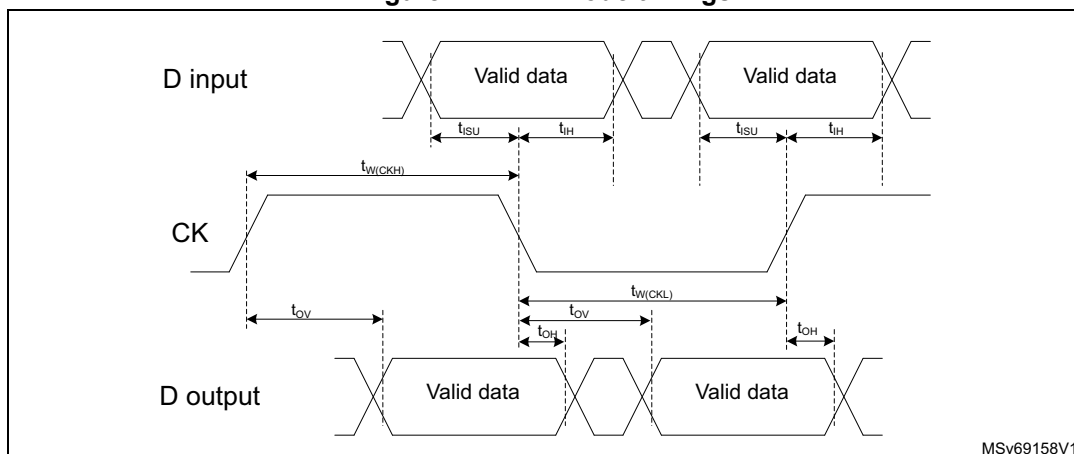 D input
Valid data
Valid data
tISU
tIH
tISU
tIH
tW(CKH)
CK
tW(CKL)
tOV
tOV
tOH
tOH
D output
Valid data
Valid data
MSv69158V1